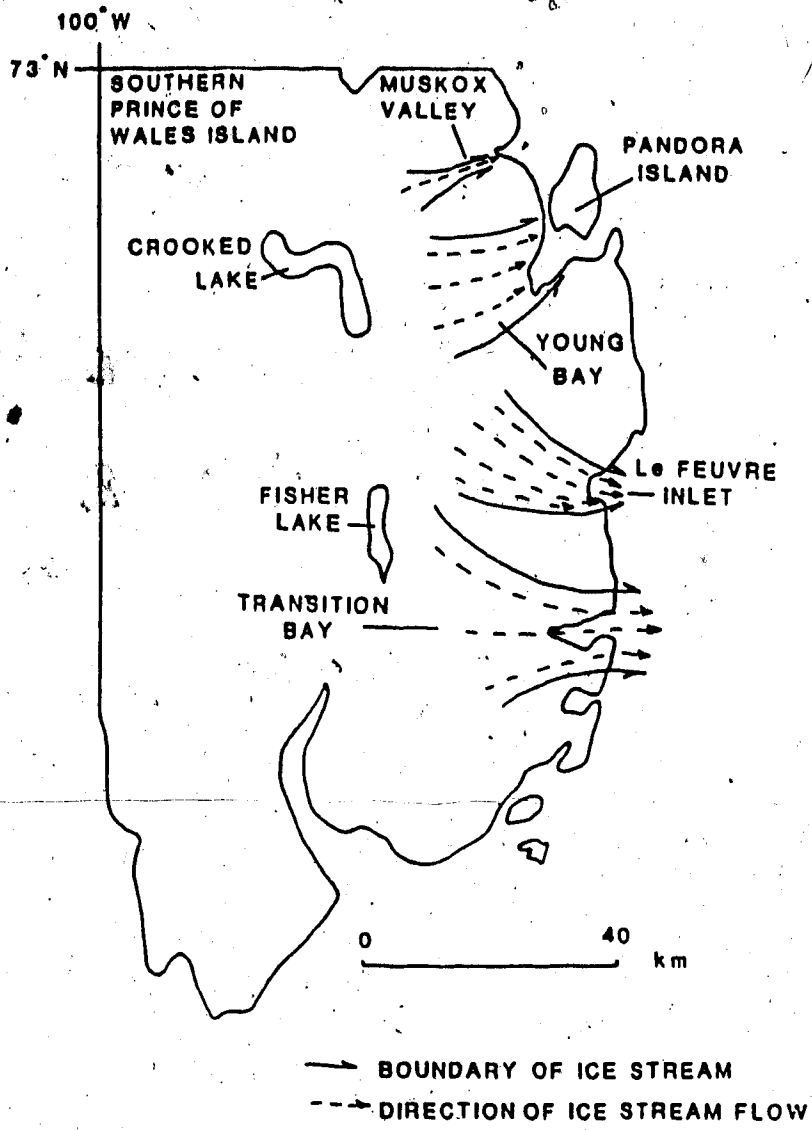 100°W
73°N
SOUTHERN
PRINCE OF
WALES ISLAND
MUSKOX
VALLEY
PANDORA
ISLAND
CROOKED
LAKE
YOUNG
BAY
Le FEUVRE
INLET
FISHER
LAKE
TRANSITION
BAY
0 40
km
BOUNDARY OF ICE STREAM
DIRECTION OF ICE STREAM FLOW